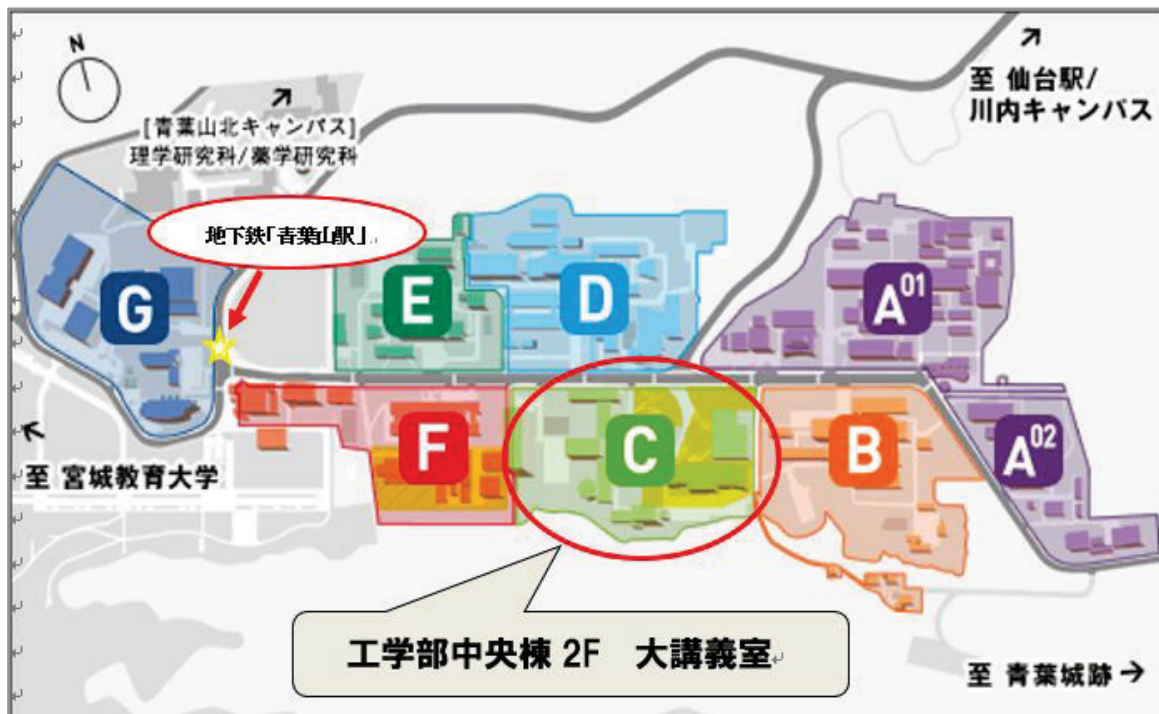 N
至 仙台駅/
川内キャンパス
[青葉山北キャンパス]
理学研究科/薬学研究科
地下鉄「青葉山駅」
G
E
D
A01
F
C
B
A02
至 宮城教育大学
工学部中央棟 2F　大講義室
至 青葉城跡